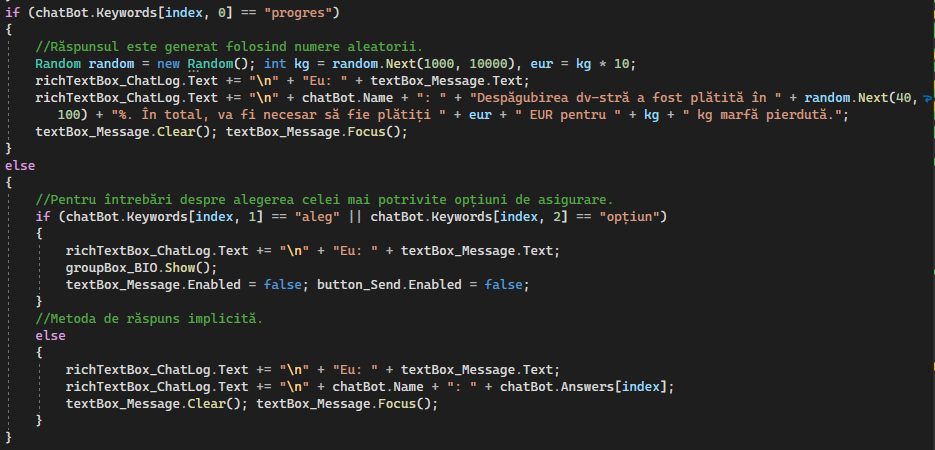 if (chatBot.Keywords[index, 0] == "progres")
{
//Răspunsul este generat folosind numere aleatorii.
Random random = new Random(); int kg = random.Next(1000, 10000), eur = kg * 10;
richTextBox_ChatLog.Text += "\n" + "Eu: " + textBox_Message.Text;
richTextBox_ChatLog.Text += "\n" + chatBot.Name + ": " + "Despăgubirea dv-stră a fost plătită în " + random.Next(40,
100) + "%. În total, va fi necesar să fie plătiți " + eur + " EUR pentru " + kg + " kg marfă pierdută.";
textBox_Message.Clear(); textBox_Message.Focus();
}
else
{
//Pentru întrebări despre alegerea celei mai potrivite opțiuni de asigurare.
if (chatBot.Keywords[index, 1] == "aleg" || chatBot.Keywords[index, 2] == "opțiun")
{
richTextBox_ChatLog.Text += "\n" + "Eu: " + textBox_Message.Text;
groupBox_BIO.Show();
textBox_Message.Enabled = false; button_Send.Enabled = false;
}
//Metoda de răspuns implicită.
else
{
richTextBox_ChatLog.Text += "\n" + "Eu: " + textBox_Message.Text;
richTextBox_ChatLog.Text += "\n" + chatBot.Name + ": " + chatBot.Answers[index];
textBox_Message.Clear(); textBox_Message.Focus();
}
}